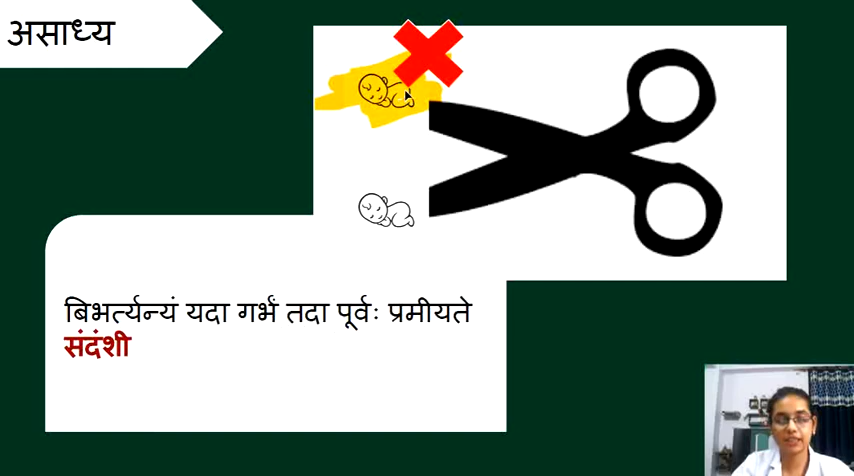 असाध्य
बिभर्त्यन्यं यदा गर्भं तदा पूर्वः प्रमीयते
संदंशी